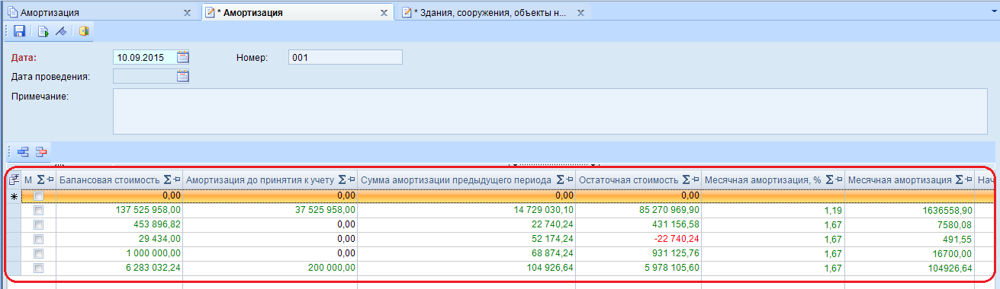 Амортизация * Амортизация * Здания, сооружения, объекты н...
Дата: 10.09.2015 Номер: 001
Дата проведения:
Примечание:
М Балансовая стоимость Амортизация до принятия к учету Сумма амортизации предыдущего периода Остаточная стоимость Месячная амортизация, % Месячная амортизация Нач
0,00 0,00 0,00 0,00
137 525 958,00 37 525 958,00 14 729 030,10 85 270 969,90 1,19 1636558,90
453 896,82 0,00 22 740,24 431 156,58 1,67 7580,08
29 434,00 0,00 52 174,24 -22 740,24 1,67 491,55
1 000 000,00 0,00 68 874,24 931 125,76 1,67 16700,00
6 283 032,24 200 000,00 104 926,64 5 978 105,60 1,67 104926,64